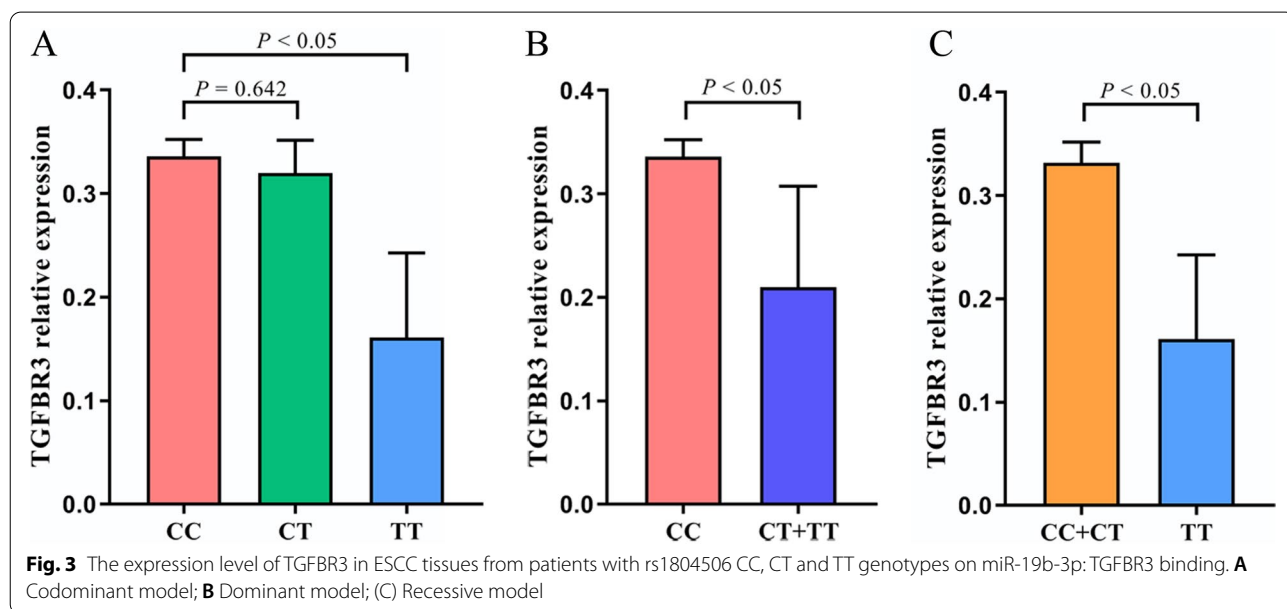 A
P < 0.05
P = 0.642
TGFBR3 relative expression
0.4
0.3
0.2
0.1
0.0
CC CT TT
B
P < 0.05
TGFBR3 relative expression
0.4
0.3
0.2
0.1
0.0
CC CT+TT
C
P < 0.05
TGFBR3 relative expression
0.4
0.3
0.2
0.1
0.0
CC+CT TT
Fig. 3 The expression level of TGFBR3 in ESCC tissues from patients with rs1804506 CC, CT and TT genotypes on miR-19b-3p: TGFBR3 binding. A
Codominant model; B Dominant model; (C) Recessive model